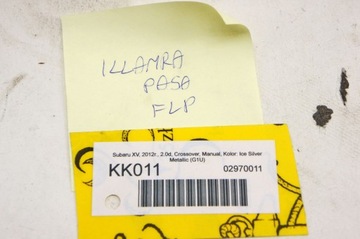 ILLAMRA
PASA
FLP
Subaru XV, 2012r., 2.0d, Crossover, Manual, Kolor: Ice Silver
Metallic (G1U)
KK011
02970011